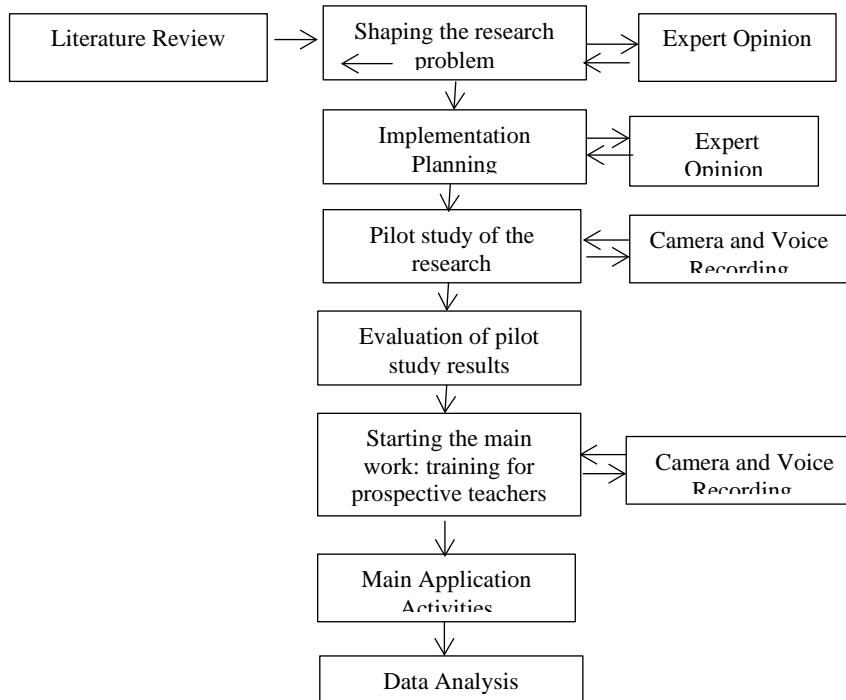 Literature Review
Shaping the research
problem
Expert Opinion
Implementation
Planning
Expert
Opinion
Pilot study of the
research
Camera and Voice
Recording
Evaluation of pilot
study results
Starting the main
work: training for
prospective teachers
Camera and Voice
Recording
Main Application
Activities
Data Analysis